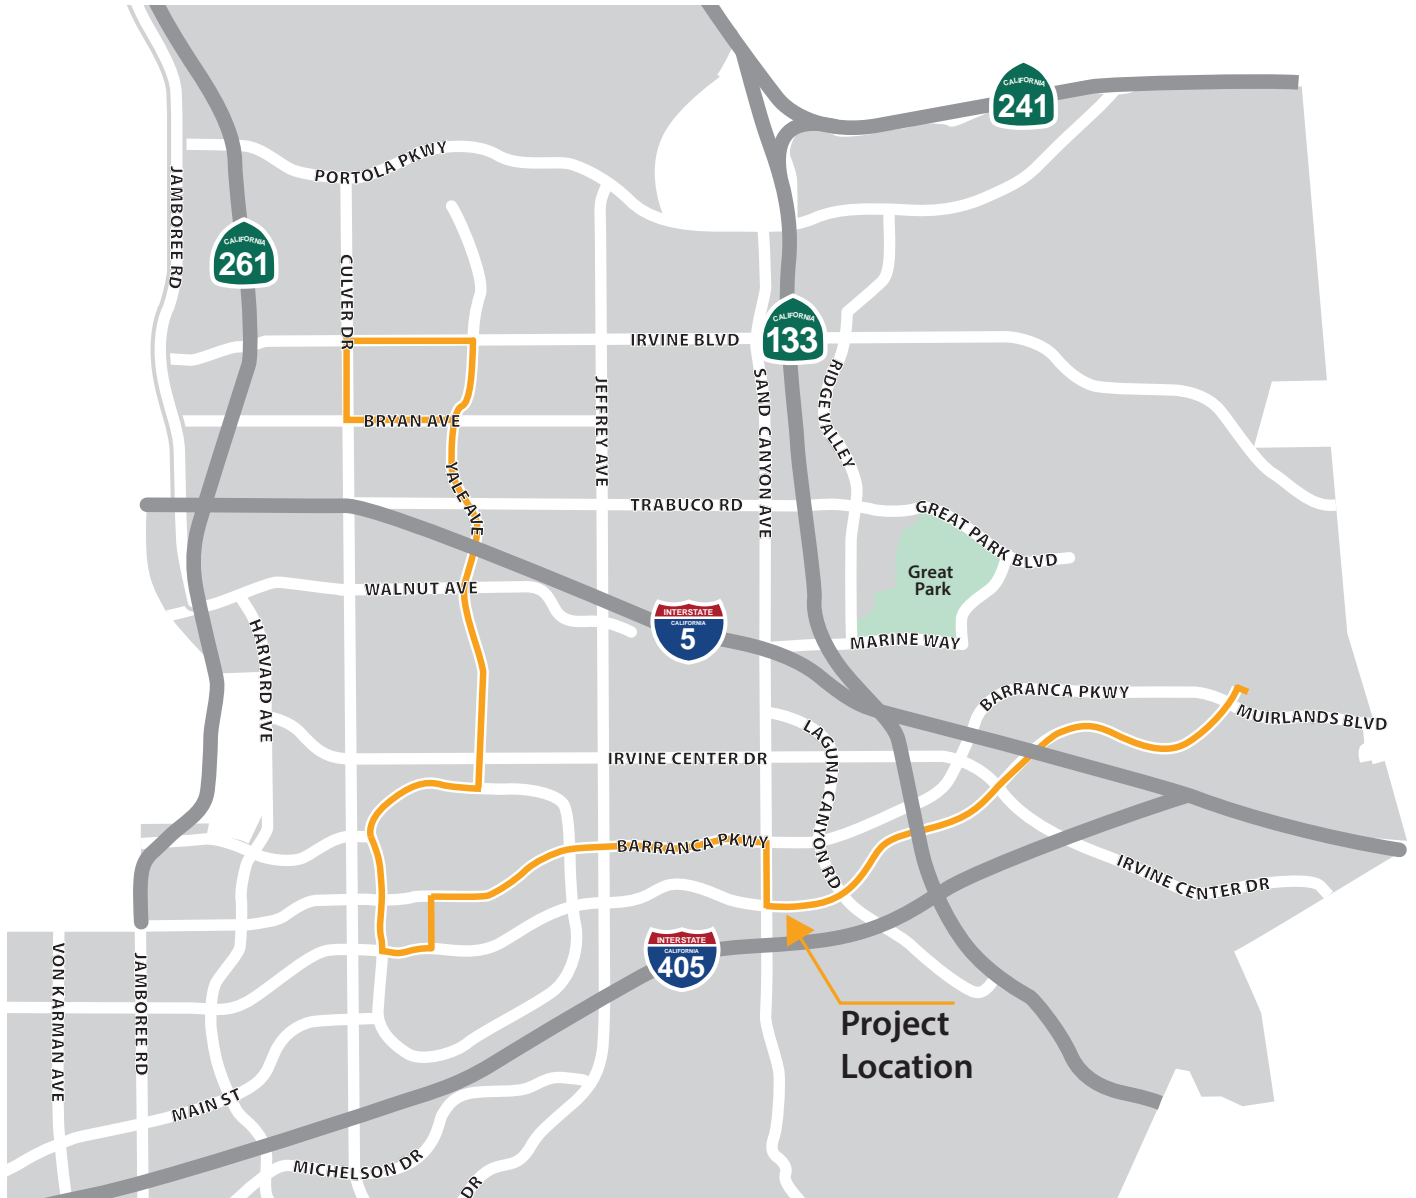 CALIFORNIA
241
PORTOLA PKWY
JAMBOREE RD
CALIFORNIA
261
CULVER DR
IRVINE BLVD
CALIFORNIA
133
RIDGE VALLEY
JEFFREY AVE
SAND CANYON AVE
BRYAN AVE
YALE AVE
TRABUCO RD
GREAT PARK BLVD
Great
Park
WALNUT AVE
INTERSTATE
CALIFORNIA
5
MARINE WAY
HARVARD AVE
BARRANCA PKWY
MUIRLANDS BLVD
LAGUNA CANYON RD
IRVINE CENTER DR
BARRANCA PKWY
IRVINE CENTER DR
INTERSTATE
CALIFORNIA
405
VON KARMAN AVE
JAMBOREE RD
Project
Location
MAIN ST
MICHELSON DR
DR